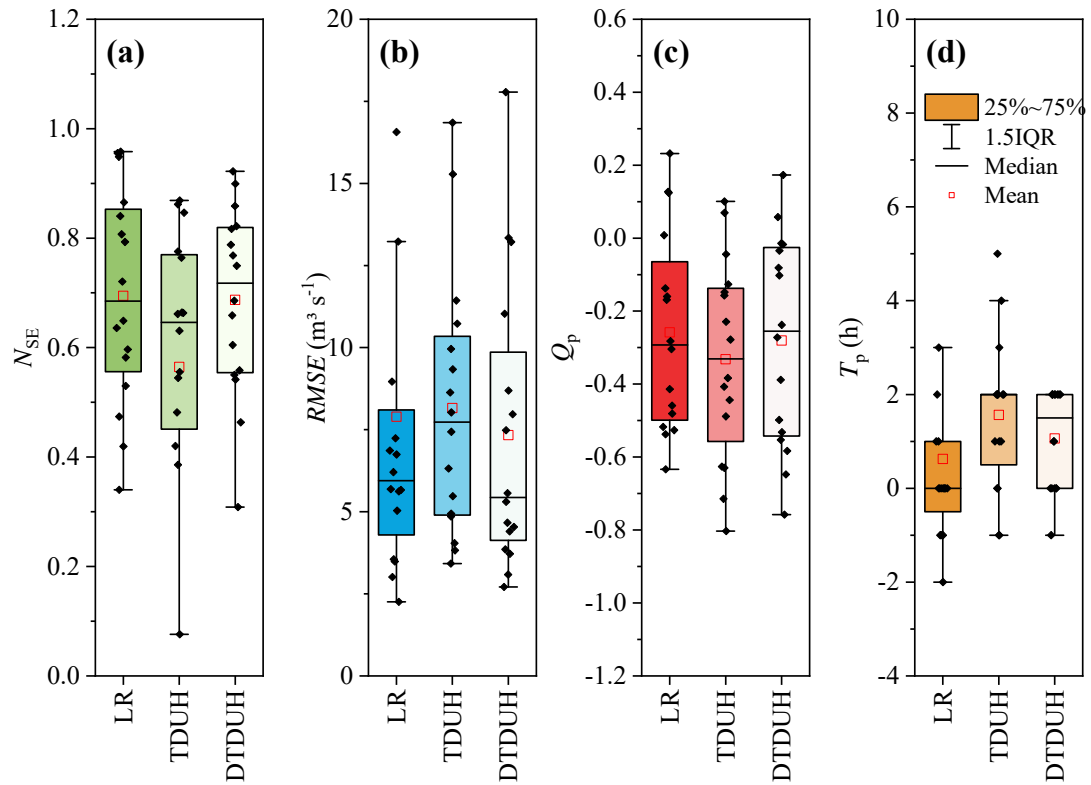 (a)
1.2
1.0
0.8
0.6
0.4
0.2
0.0
N_SE
LR
TDUH
DTDUH
(b)
20
15
10
5
0
RMSE (m³ s⁻¹)
LR
TDUH
DTDUH
(c)
0.6
0.4
0.2
0.0
-0.2
-0.4
-0.6
-0.8
-1.0
-1.2
Q_p
LR
TDUH
DTDUH
(d)
10
8
6
4
2
0
-2
-4
T_p (h)
25%~75%
1.5IQR
Median
Mean
LR
TDUH
DTDUH